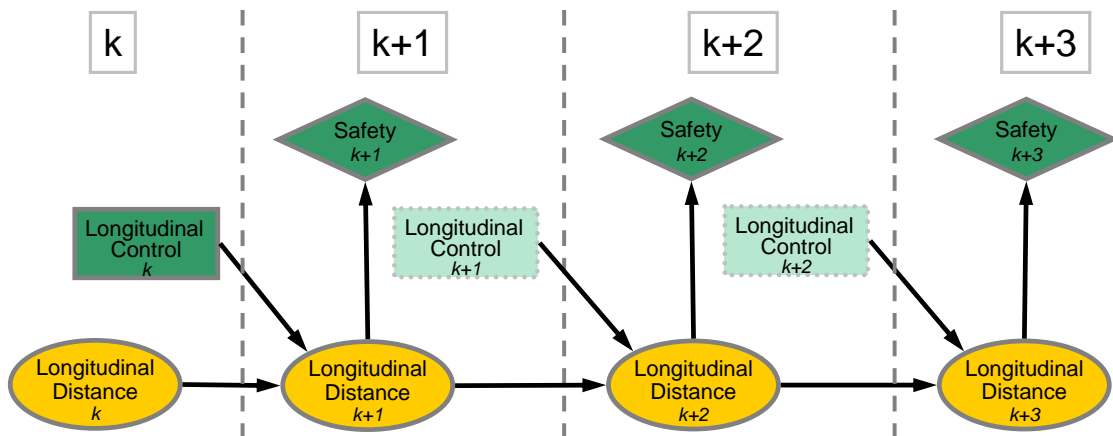 k
k+1
k+2
k+3
Safety
k+1
Safety
k+2
Safety
k+3
Longitudinal
Control
k
Longitudinal
Control
k+1
Longitudinal
Control
k+2
Longitudinal
Distance
k
Longitudinal
Distance
k+1
Longitudinal
Distance
k+2
Longitudinal
Distance
k+3